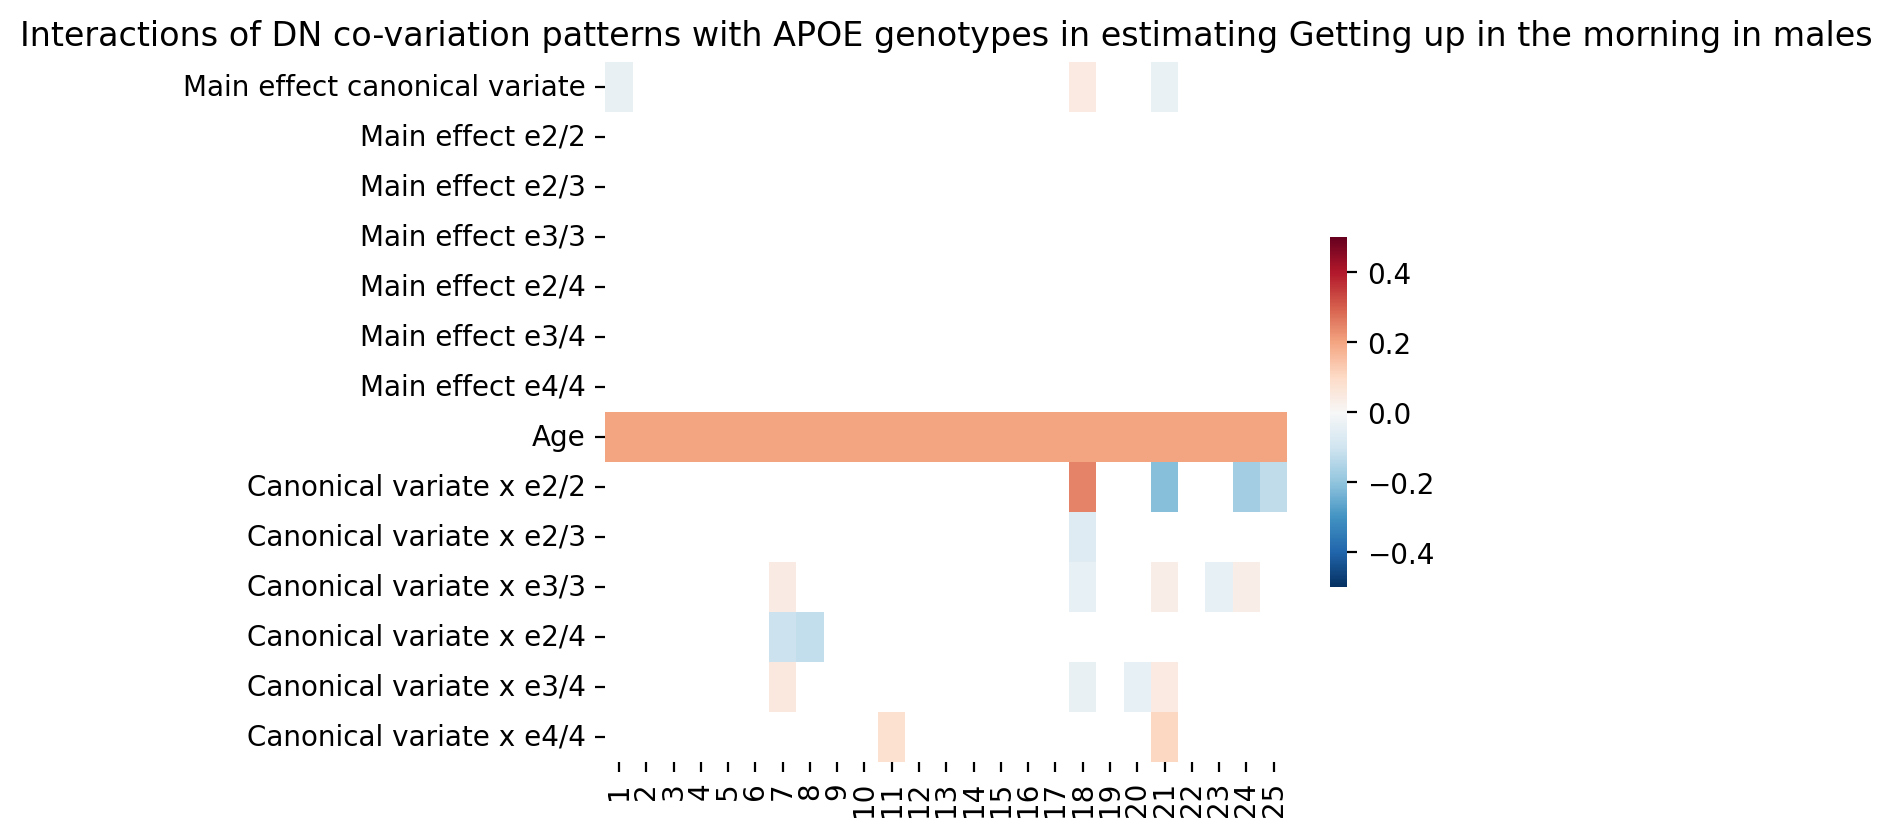 Interactions of DN co-variation patterns with APOE genotypes in estimating Getting up in the morning in males
Main effect canonical variate
Main effect e2/2
Main effect e2/3
Main effect e3/3
Main effect e2/4
Main effect e3/4
Main effect e4/4
Age
Canonical variate x e2/2
Canonical variate x e2/3
Canonical variate x e3/3
Canonical variate x e2/4
Canonical variate x e3/4
Canonical variate x e4/4
1 2 3 4 5 6 7 8 9 10 11 12 13 14 15 16 17 18 19 20 21 22 23 24 25
0.4
0.2
0.0
−0.2
−0.4